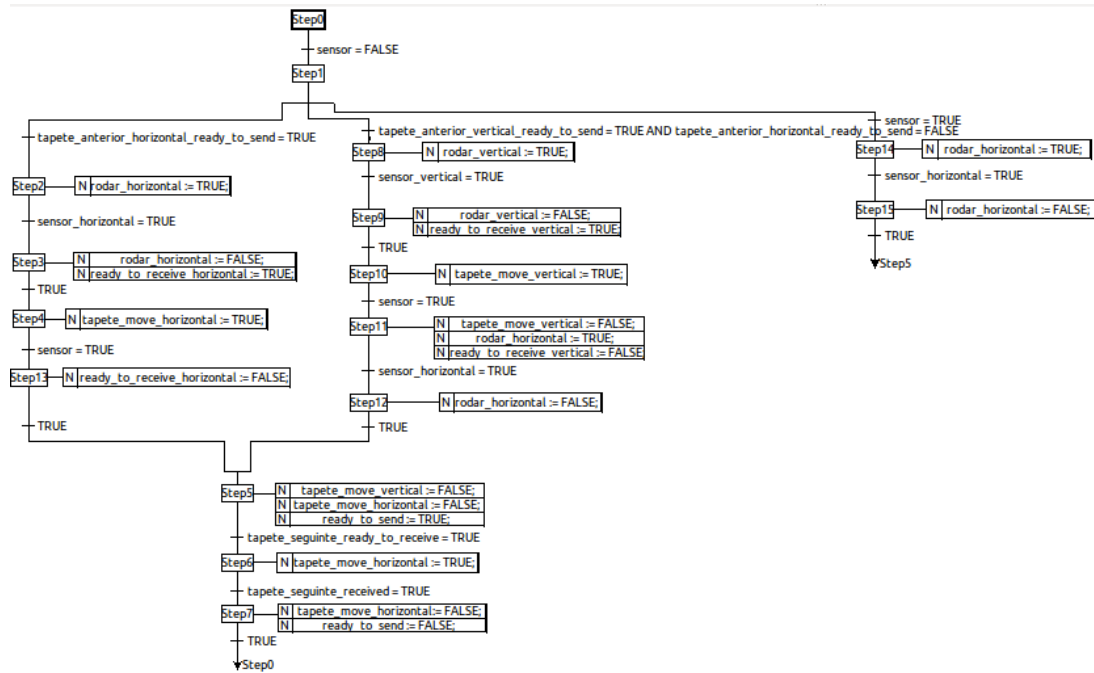 Step0
sensor = FALSE
Step1
tapete_anterior_horizontal_ready_to_send = TRUE
Step2
N rodar_horizontal := TRUE;
sensor_horizontal = TRUE
Step3
N rodar_horizontal := FALSE;
N ready_to_receive_horizontal := TRUE;
TRUE
Step4
N tapete_move_horizontal := TRUE;
sensor = TRUE
Step13
N ready_to_receive_horizontal := FALSE;
TRUE
tapete_anterior_vertical_ready_to_send = TRUE AND tapete_anterior_horizontal_ready_to_send = FALSE
Step8
N rodar_vertical := TRUE;
sensor_vertical = TRUE
Step9
N rodar_vertical := FALSE;
N ready_to_receive_vertical := TRUE;
TRUE
Step10
N tapete_move_vertical := TRUE;
sensor = TRUE
Step11
N tapete_move_vertical := FALSE;
N rodar_horizontal := TRUE;
N ready_to_receive_vertical := FALSE
sensor_horizontal = TRUE
Step12
N rodar_horizontal := FALSE;
TRUE
sensor = TRUE
Step14
N rodar_horizontal := TRUE;
sensor_horizontal = TRUE
Step15
N rodar_horizontal := FALSE;
TRUE
Step5
Step5
N tapete_move_vertical := FALSE;
N tapete_move_horizontal := FALSE;
N ready_to_send := TRUE;
tapete_seguinte_ready_to_receive = TRUE
Step6
N tapete_move_horizontal := TRUE;
tapete_seguinte_received = TRUE
Step7
N tapete_move_horizontal := FALSE;
N ready_to_send := FALSE;
TRUE
Step0